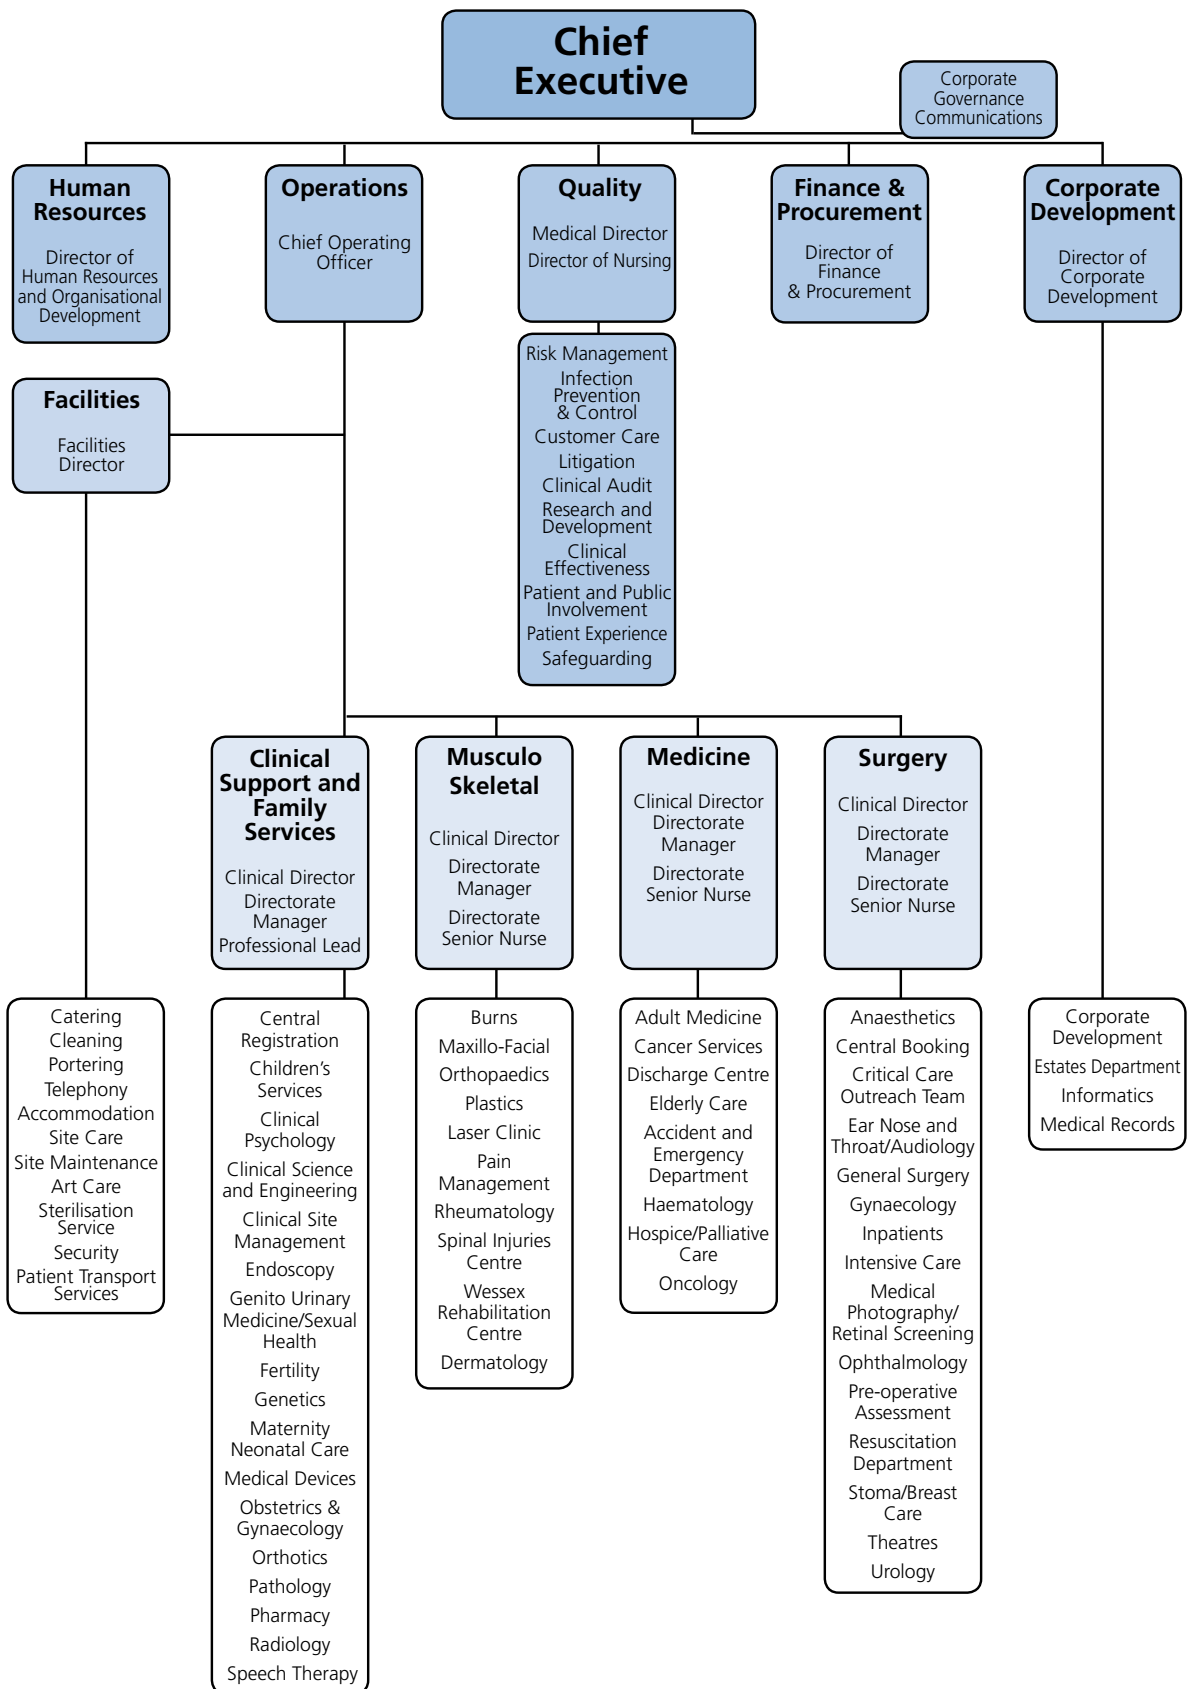 Chief
Executive
Corporate
Governance
Communications
Human
Resources
Director of
Human Resources
and Organisational
Development
Operations
Chief Operating
Officer
Quality
Medical Director
Director of Nursing
Finance &
Procurement
Director of
Finance
& Procurement
Corporate
Development
Director of
Corporate
Development
Risk Management
Infection
Prevention
& Control
Customer Care
Litigation
Clinical Audit
Research and
Development
Clinical
Effectiveness
Patient and Public
Involvement
Patient Experience
Safeguarding
Facilities
Facilities
Director
Clinical
Support and
Family
Services
Clinical Director
Directorate
Manager
Professional Lead
Musculo
Skeletal
Clinical Director
Directorate
Manager
Directorate
Senior Nurse
Medicine
Clinical Director
Directorate
Manager
Directorate
Senior Nurse
Surgery
Clinical Director
Directorate
Manager
Directorate
Senior Nurse
Catering
Cleaning
Portering
Telephony
Accommodation
Site Care
Site Maintenance
Art Care
Sterilisation
Service
Security
Patient Transport
Services
Central
Registration
Children's
Services
Clinical
Psychology
Clinical Science
and Engineering
Clinical Site
Management
Endoscopy
Genito Urinary
Medicine/Sexual
Health
Fertility
Genetics
Maternity
Neonatal Care
Medical Devices
Obstetrics &
Gynaecology
Orthotics
Pathology
Pharmacy
Radiology
Speech Therapy
Burns
Maxillo-Facial
Orthopaedics
Plastics
Laser Clinic
Pain
Management
Rheumatology
Spinal Injuries
Centre
Wessex
Rehabilitation
Centre
Dermatology
Adult Medicine
Cancer Services
Discharge Centre
Elderly Care
Accident and
Emergency
Department
Haematology
Hospice/Palliative
Care
Oncology
Anaesthetics
Central Booking
Critical Care
Outreach Team
Ear Nose and
Throat/Audiology
General Surgery
Gynaecology
Inpatients
Intensive Care
Medical
Photography/
Retinal Screening
Ophthalmology
Pre-operative
Assessment
Resuscitation
Department
Stoma/Breast
Care
Theatres
Urology
Corporate
Development
Estates Department
Informatics
Medical Records